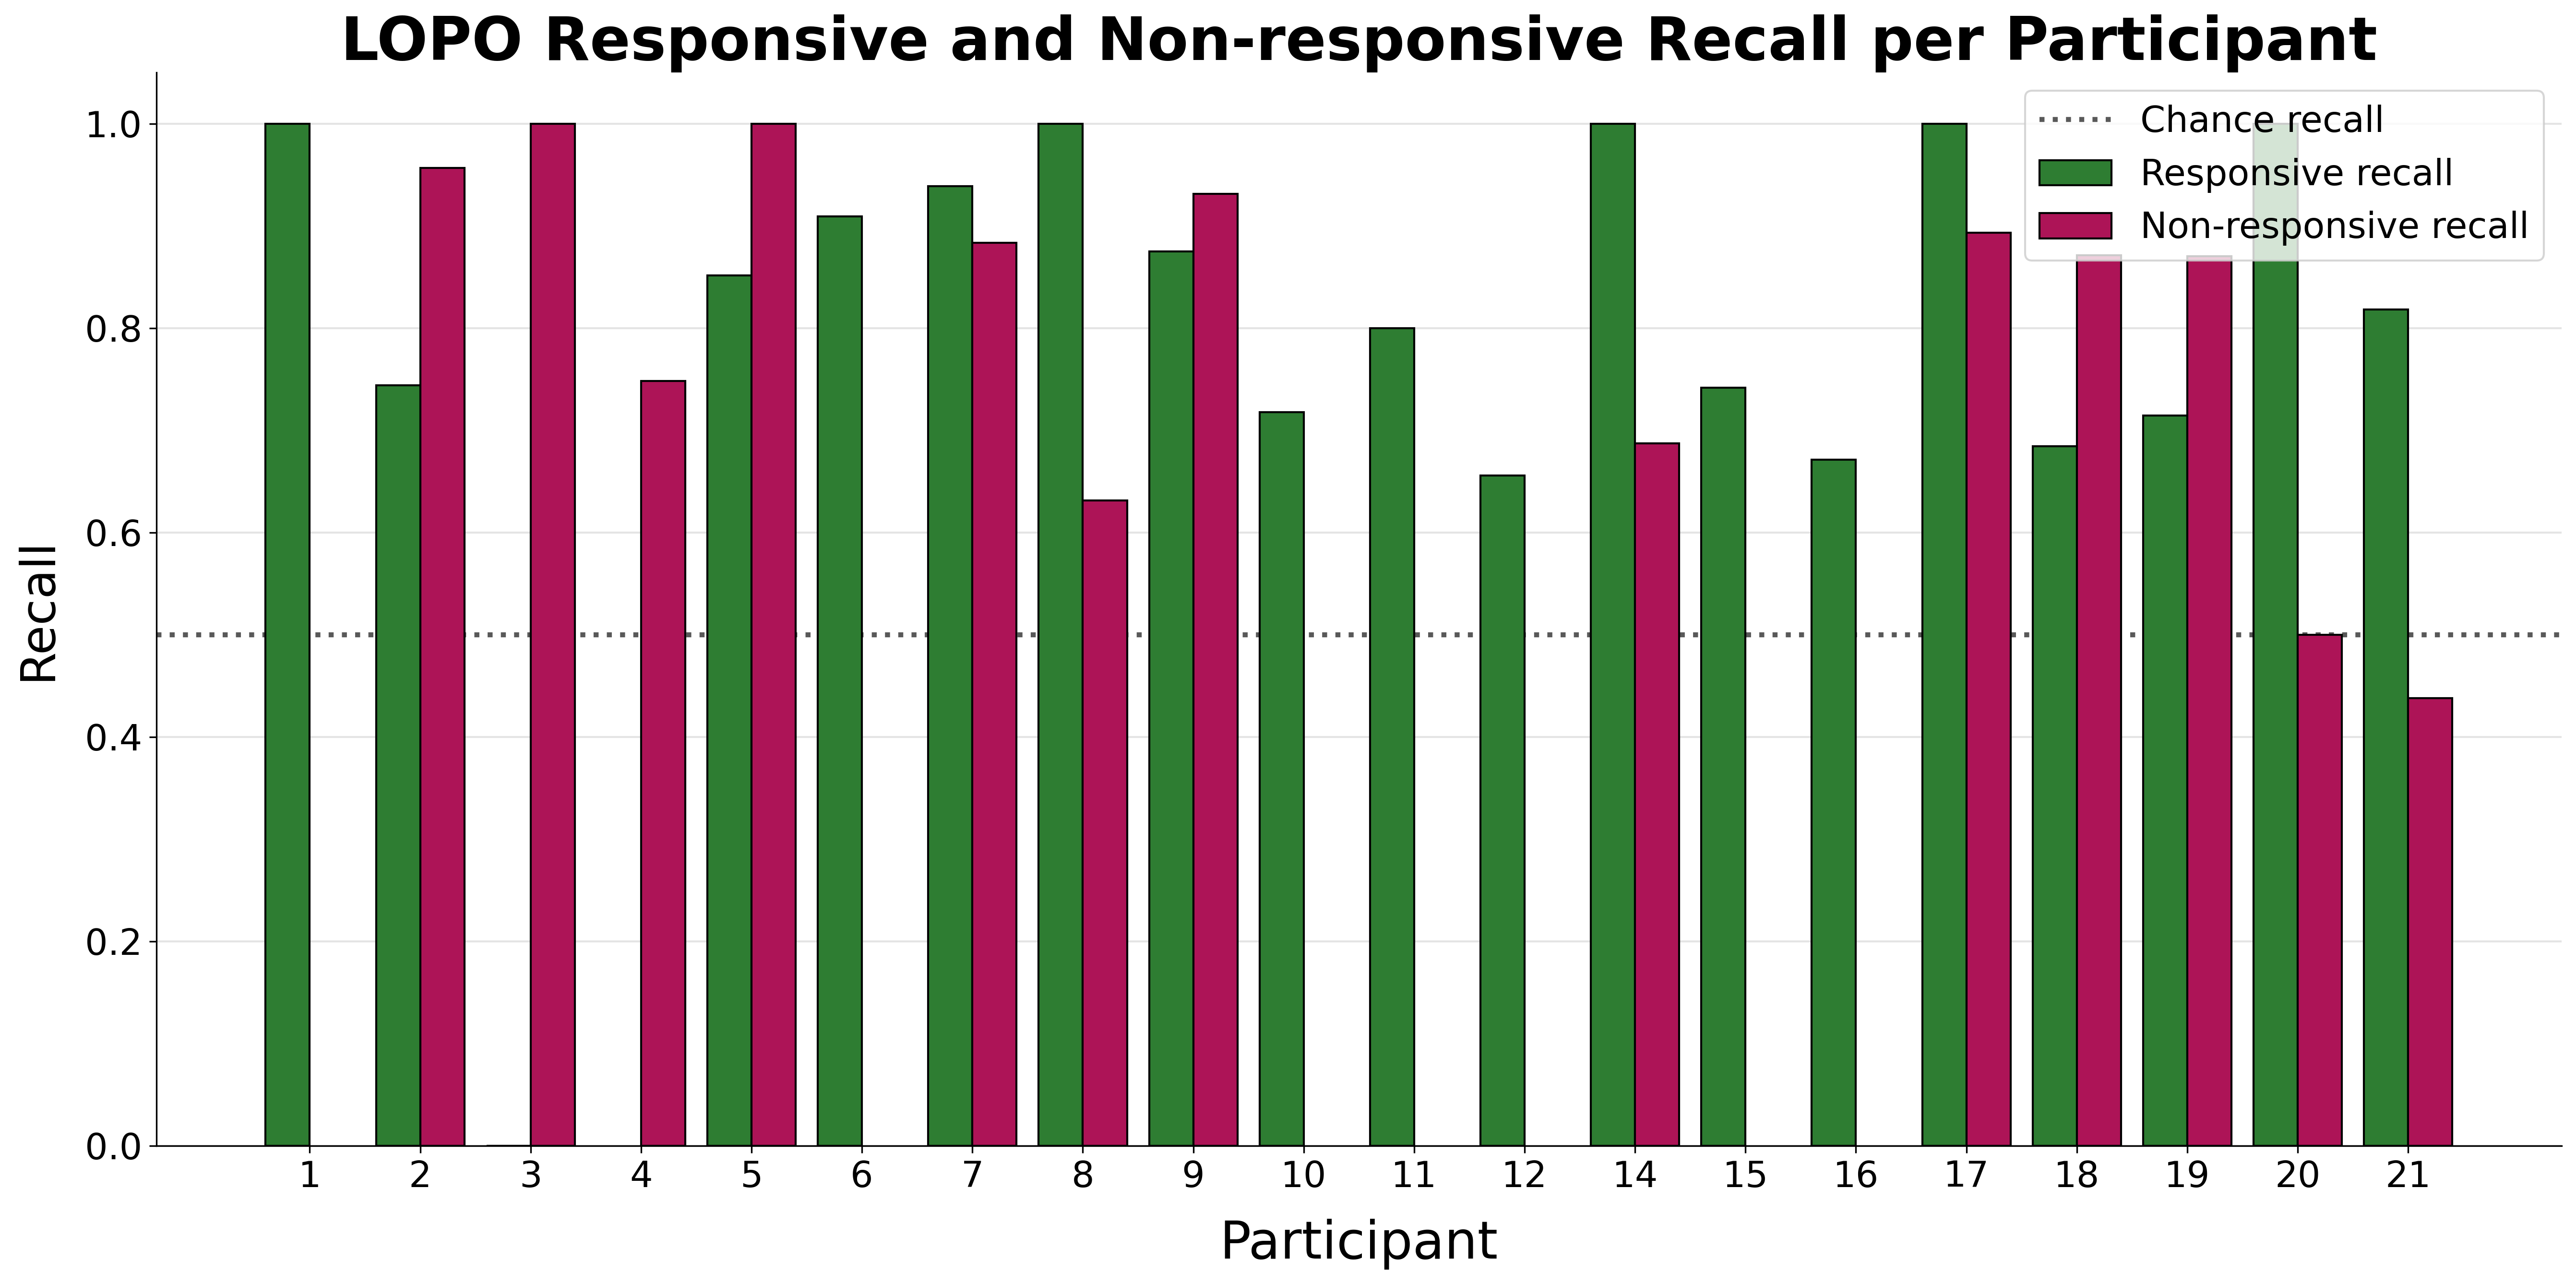 LOPO Responsive and Non-responsive Recall per Participant
Chance recall
Responsive recall
Non-responsive recall
1.0
0.8
0.6
0.4
0.2
0.0
Recall
1 2 3 4 5 6 7 8 9 10 11 12 14 15 16 17 18 19 20 21
Participant